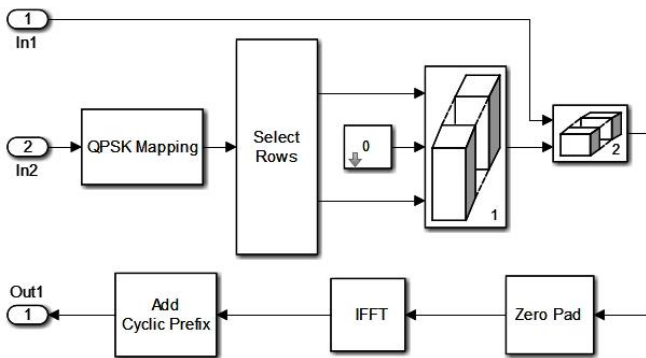 1
In1
2
In2
QPSK Mapping
Select
Rows
0
1
2
Out1
1
Add
Cyclic Prefix
IFFT
Zero Pad